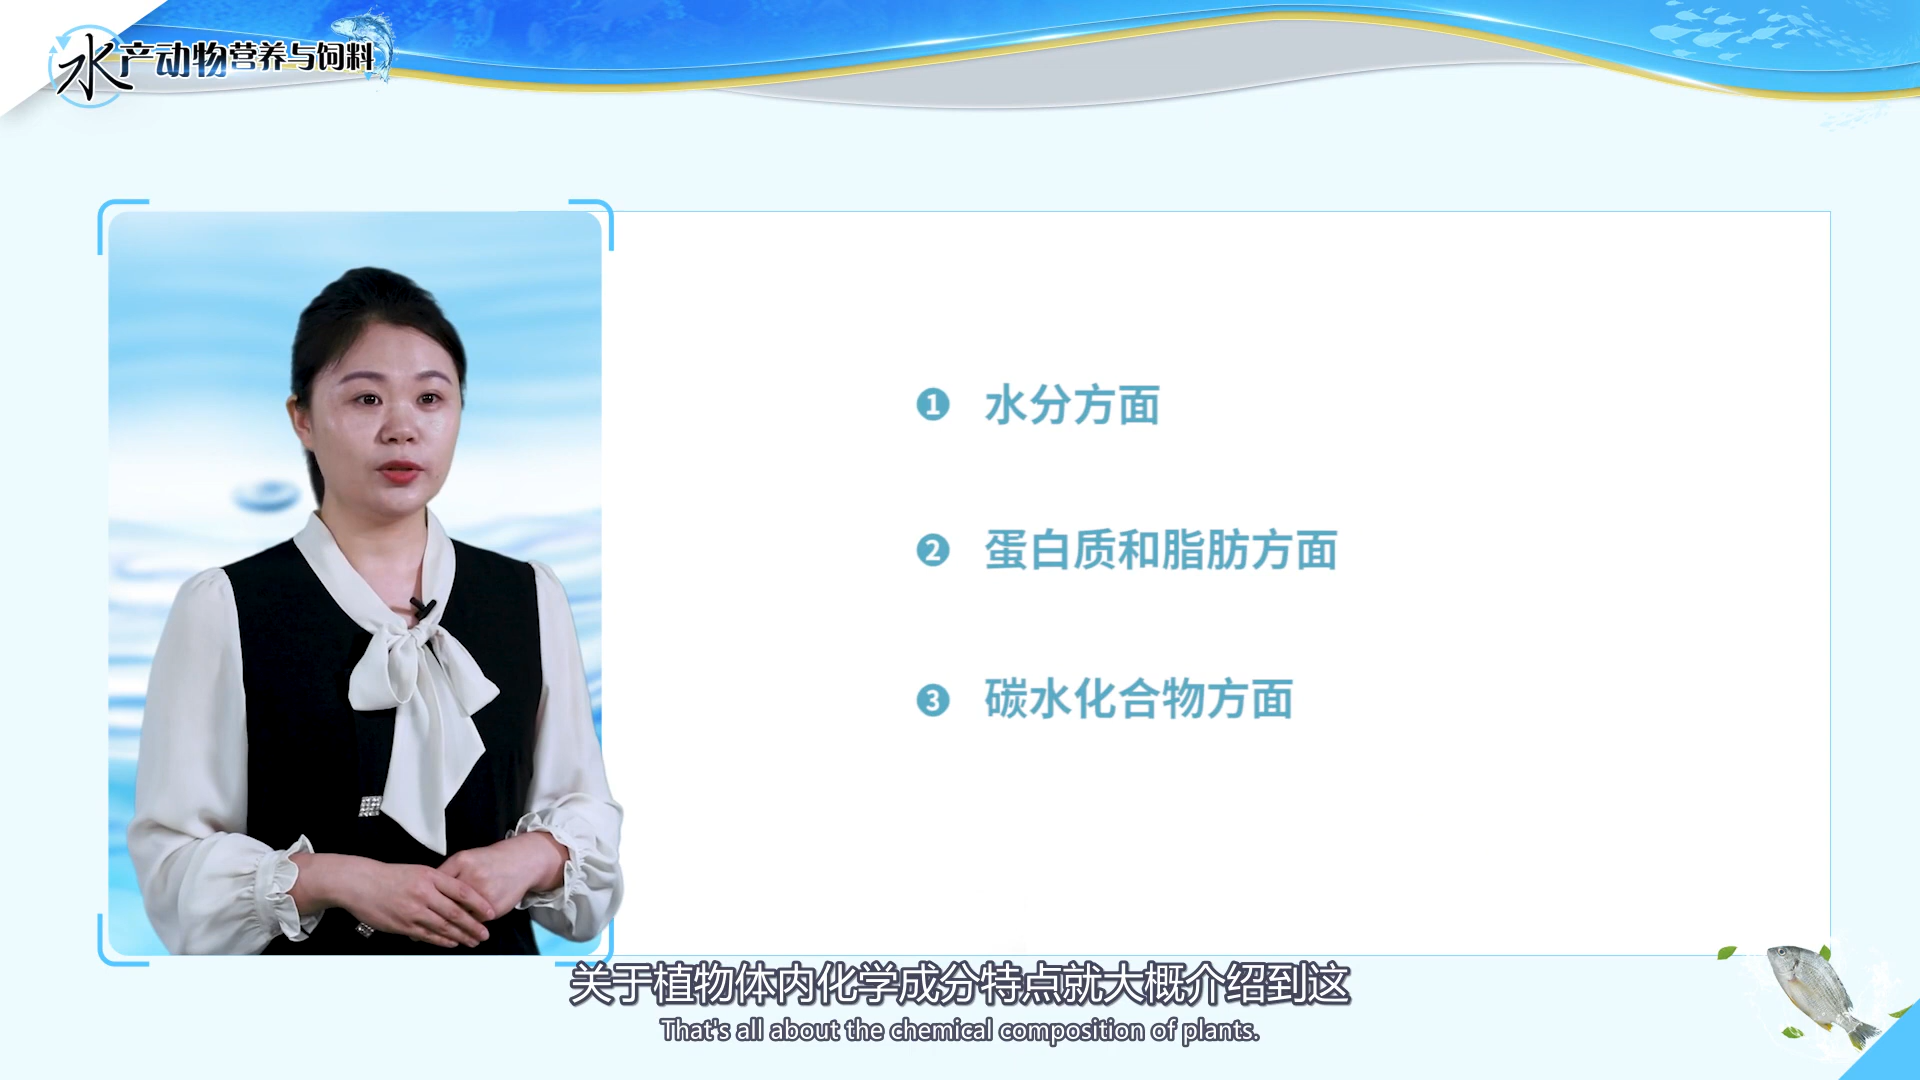 水产动物营养与饲料
❶ 水分方面
❷ 蛋白质和脂肪方面
❸ 碳水化合物方面
关于植物体内化学成分特点就大概介绍到这
That's all about the chemical composition of plants.